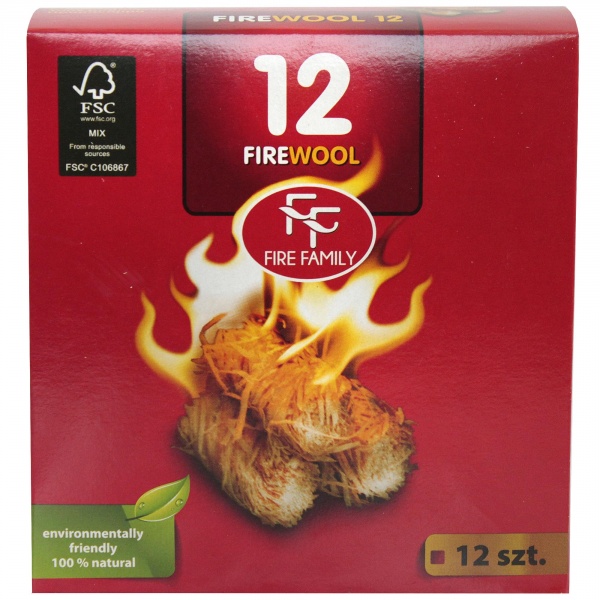 FIREWOOL 12
12
FIREWOOL
FSC
www.fsc.org
MIX
From responsible
sources
FSC® C106867
FF
FIRE FAMILY
environmentally
friendly
100 % natural
12 szt.